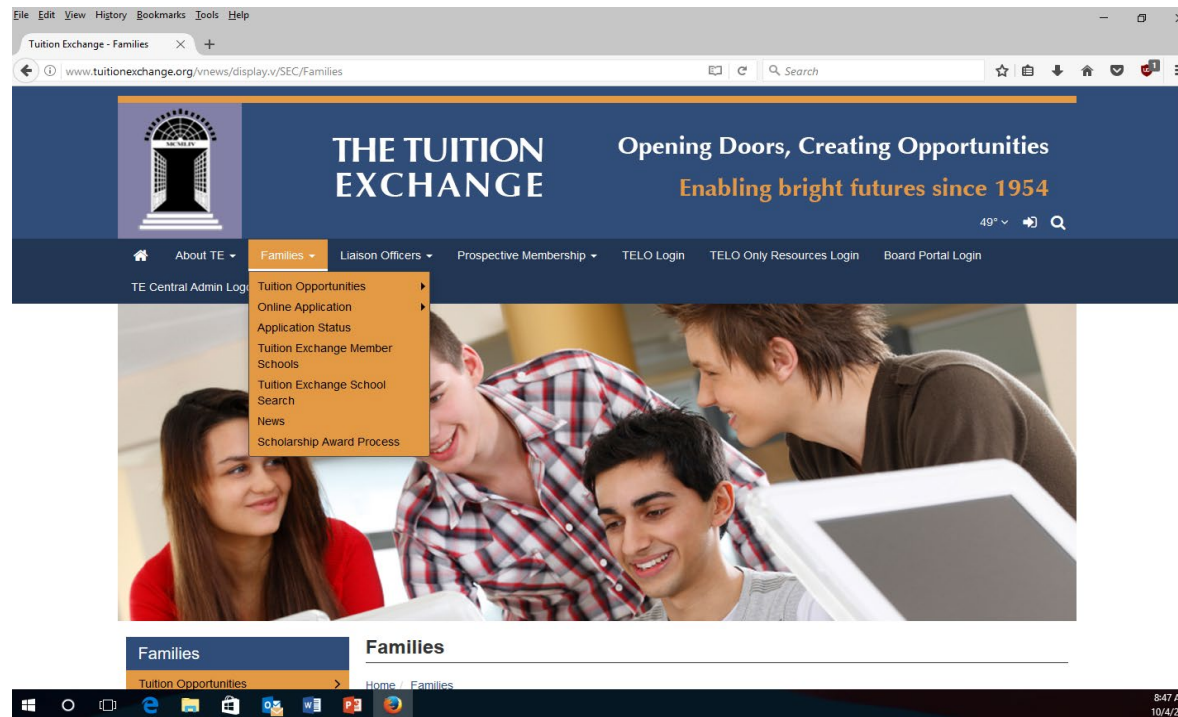 File Edit View History Bookmarks Tools Help
Tuition Exchange - Families
www.tuitionexchange.org/vnews/display.v/SEC/Families
Search
MCMLIV
THE TUITION
EXCHANGE
Opening Doors, Creating Opportunities
Enabling bright futures since 1954
49°
About TE Families Liaison Officers Prospective Membership TELO Login TELO Only Resources Login Board Portal Login
TE Central Admin Logo
Tuition Opportunities
Online Application
Application Status
Tuition Exchange Member
Schools
Tuition Exchange School
Search
News
Scholarship Award Process
Families
Tuition Opportunities
Families
Home / Families
8:47 A
10/4/2